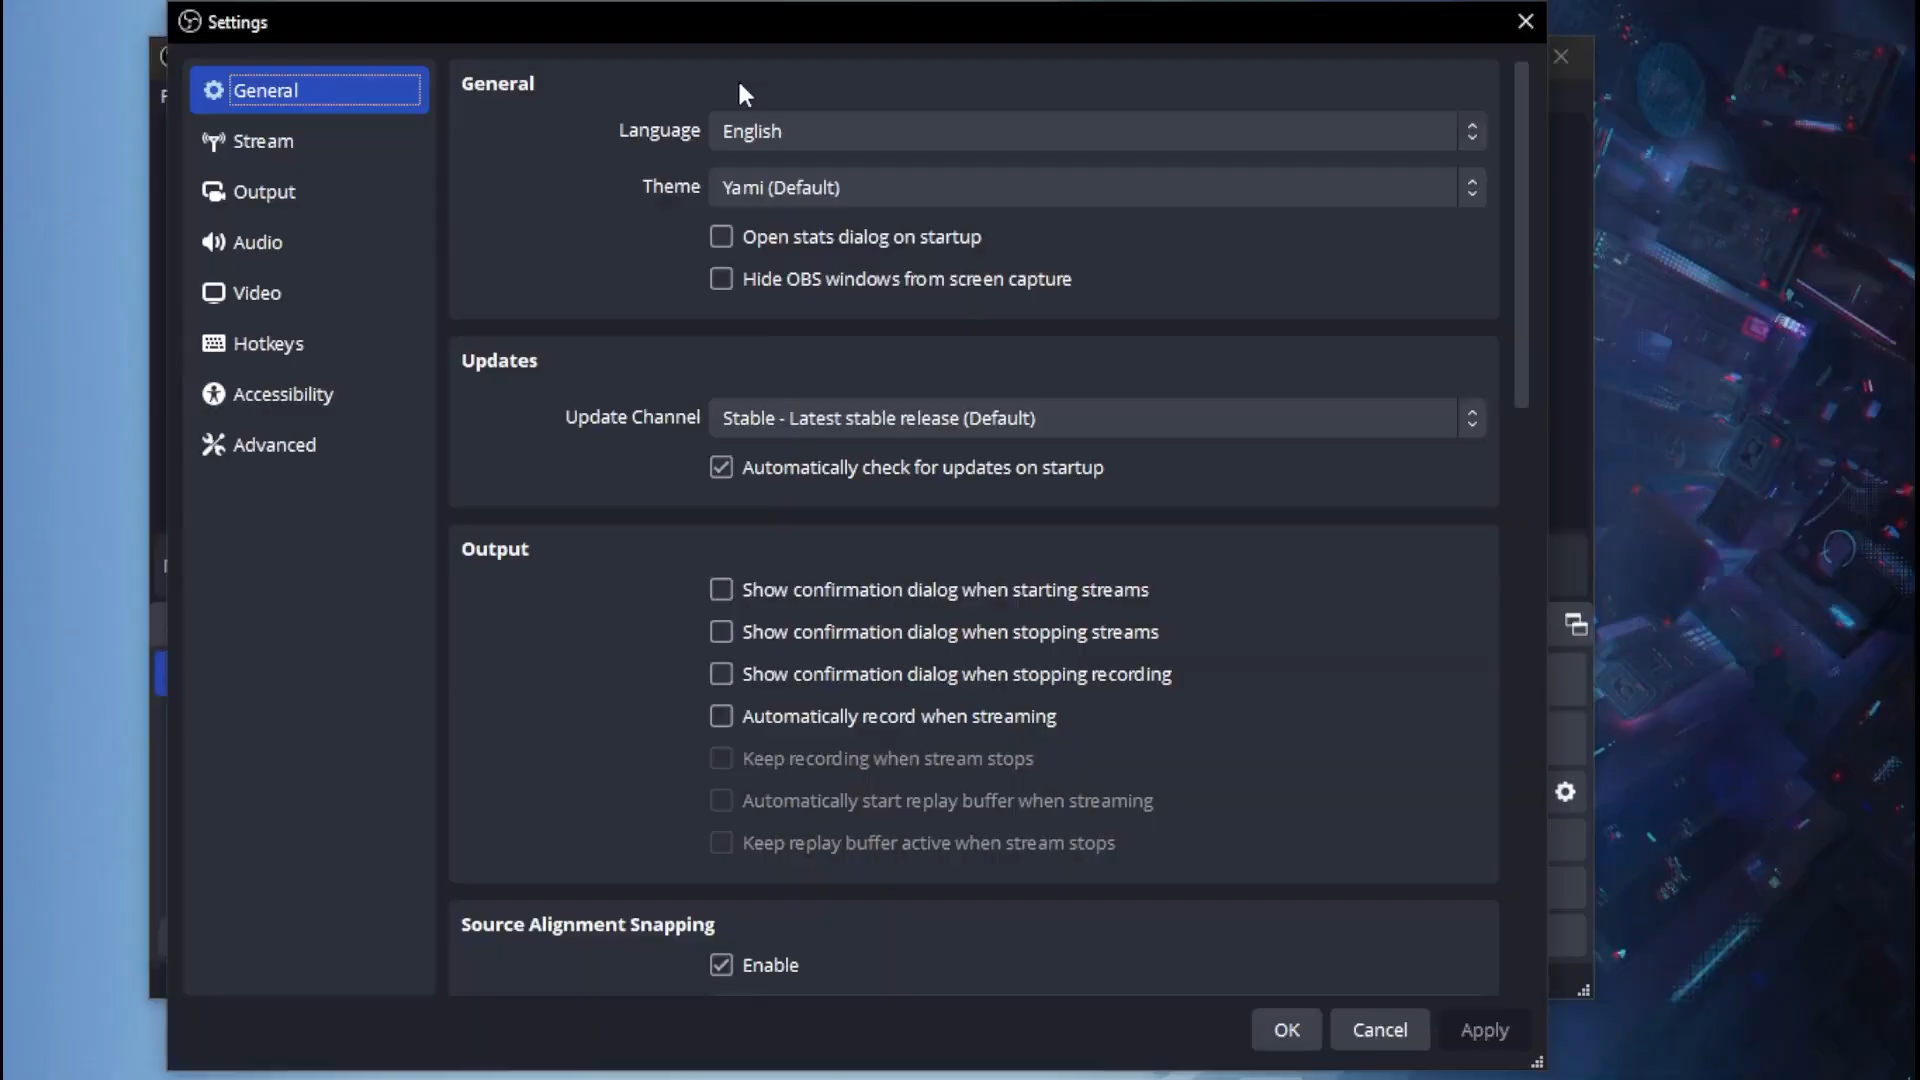 Settings
General
Stream
Output
Audio
Video
Hotkeys
Accessibility
Advanced
General
Language English
Theme Yami (Default)
Open stats dialog on startup
Hide OBS windows from screen capture
Updates
Update Channel Stable - Latest stable release (Default)
Automatically check for updates on startup
Output
Show confirmation dialog when starting streams
Show confirmation dialog when stopping streams
Show confirmation dialog when stopping recording
Automatically record when streaming
Keep recording when stream stops
Automatically start replay buffer when streaming
Keep replay buffer active when stream stops
Source Alignment Snapping
Enable
OK Cancel Apply